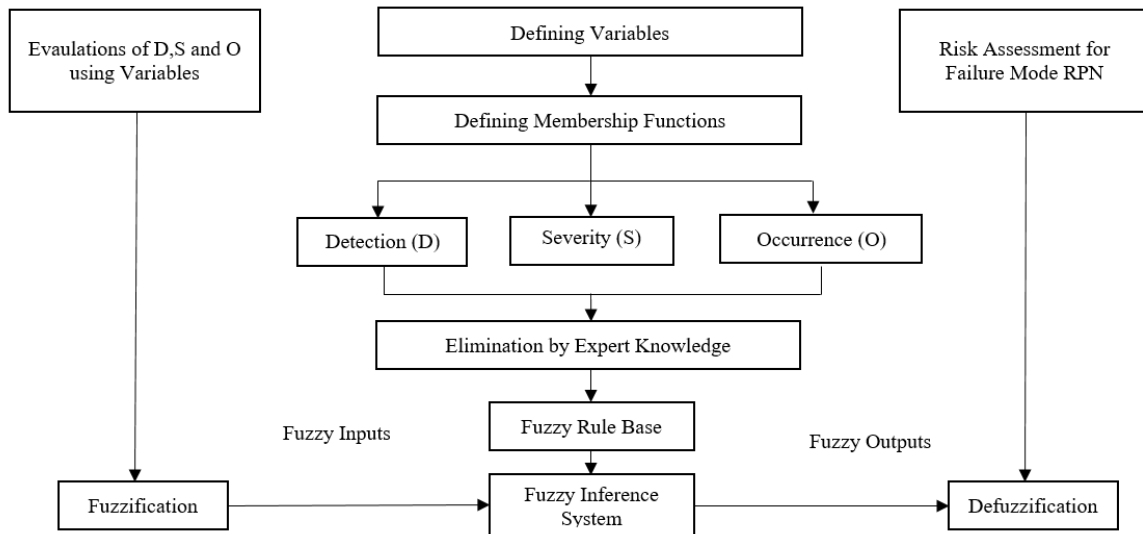 Evaulations of D,S and O
using Variables
Defining Variables
Risk Assessment for
Failure Mode RPN
Defining Membership Functions
Detection (D)
Severity (S)
Occurrence (O)
Elimination by Expert Knowledge
Fuzzy Rule Base
Fuzzy Inputs
Fuzzy Outputs
Fuzzification
Fuzzy Inference
System
Defuzzification